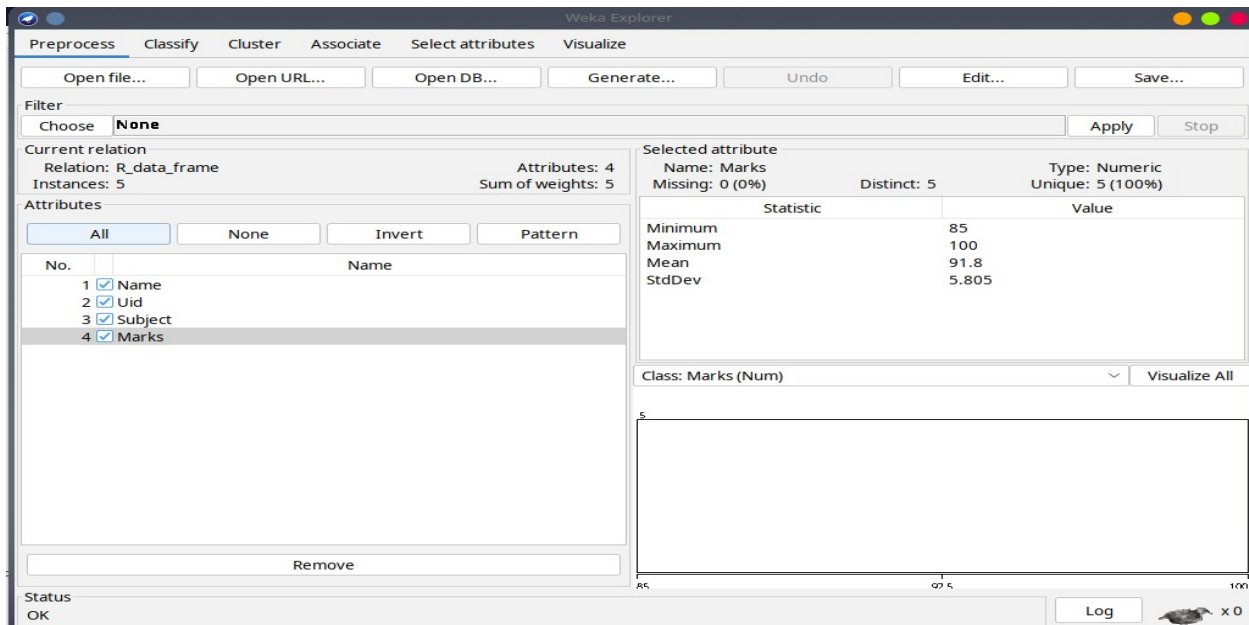 Weka Explorer
Preprocess Classify Cluster Associate Select attributes Visualize
Open file... Open URL... Open DB... Generate... Undo Edit... Save...
Filter
Choose None Apply Stop
Current relation
Relation: R_data_frame Attributes: 4
Instances: 5 Sum of weights: 5
Attributes
All None Invert Pattern
No. Name
1 Name
2 Uid
3 Subject
4 Marks
Remove
Selected attribute
Name: Marks Type: Numeric
Missing: 0 (0%) Distinct: 5 Unique: 5 (100%)
Statistic Value
Minimum 85
Maximum 100
Mean 91.8
StdDev 5.805
Class: Marks (Num) Visualize All
5
85 92.5 100
Status
OK Log x 0